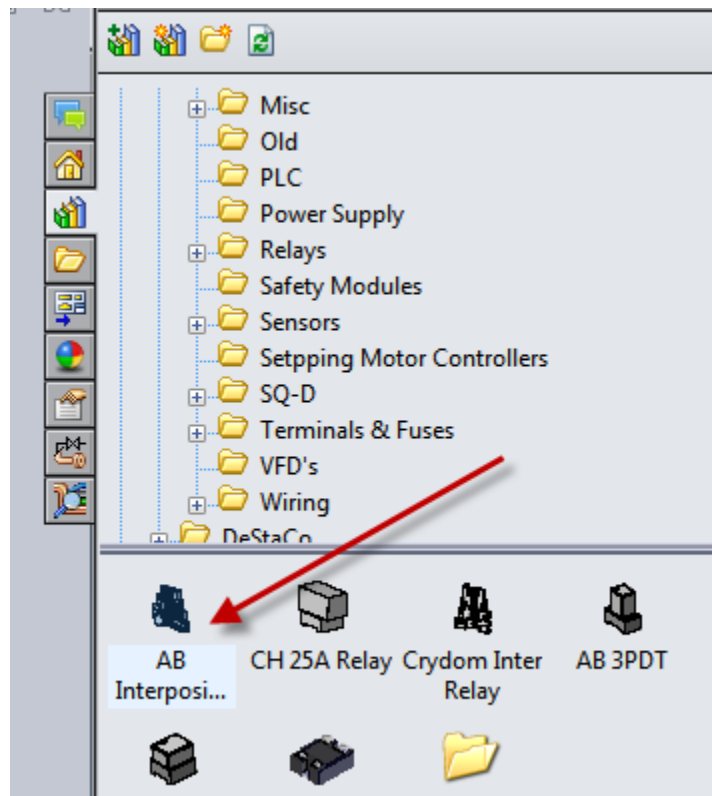 Misc
Old
PLC
Power Supply
Relays
Safety Modules
Sensors
Setpping Motor Controllers
SQ-D
Terminals & Fuses
VFD's
Wiring
DeStaCo
AB
Interposi...
CH 25A Relay
Crydom Inter
Relay
AB 3PDT